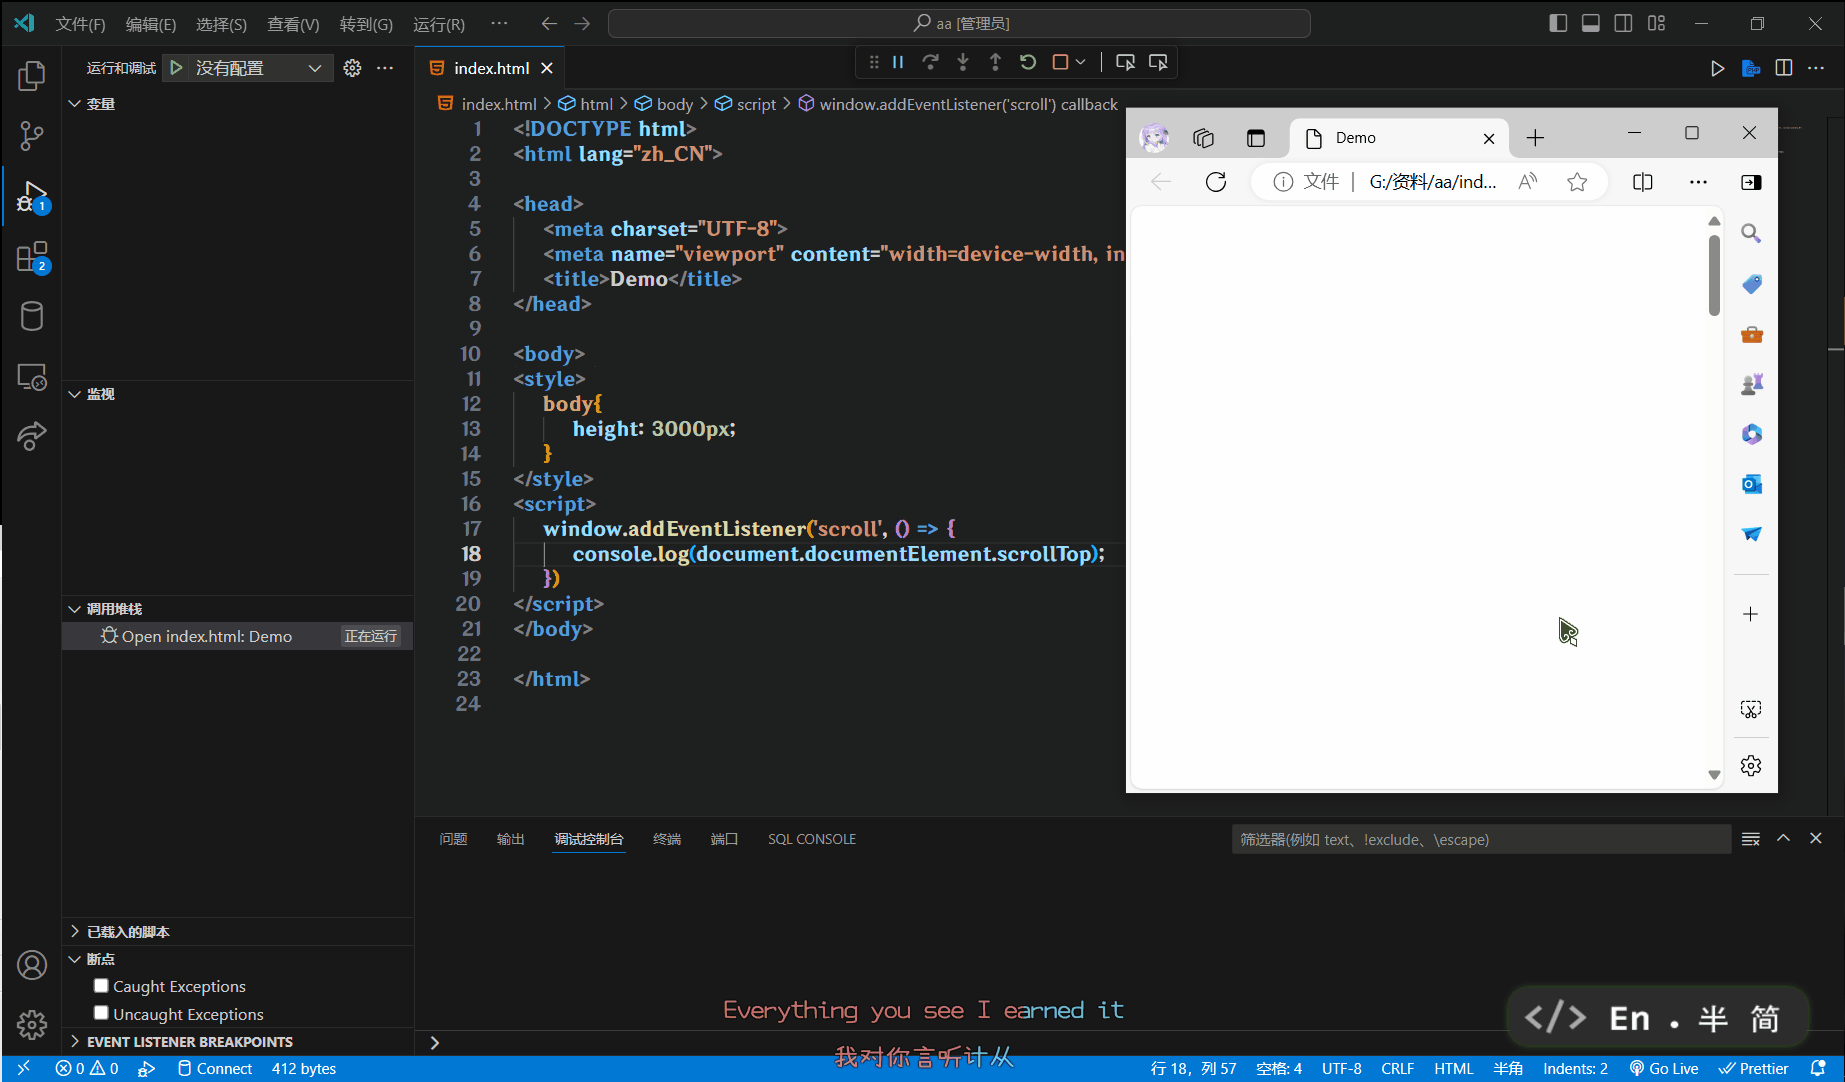 文件(F) 编辑(E) 选择(S) 查看(V) 转到(G) 运行(R) ··· aa [管理员]
运行和调试 没有配置 ···
index.html
index.html > html > body > script > window.addEventListener('scroll') callback
变量
1 <!DOCTYPE html>
2 <html lang="zh_CN">
3
4 <head>
5 <meta charset="UTF-8">
6 <meta name="viewport" content="width=device-width, in
7 <title>Demo</title>
8 </head>
9
10 <body>
11 <style>
12 body{
13 height: 3000px;
14 }
15 </style>
16 <script>
17 window.addEventListener('scroll', () => {
18 console.log(document.documentElement.scrollTop);
19 })
20 </script>
21 </body>
22
23 </html>
24
Demo
文件 | G:/资料/aa/ind...
监视
调用堆栈
Open index.html: Demo 正在运行
1
2
已载入的脚本
断点
Caught Exceptions
Uncaught Exceptions
EVENT LISTENER BREAKPOINTS
问题 输出 调试控制台 终端 端口 SQL CONSOLE
筛选器(例如 text、!exclude、\escape)
Everything you see I earned it
我对你言听计从
</> En . 半 简
0 0 Connect 412 bytes 行 18, 列 57 空格: 4 UTF-8 CRLF HTML 半角 Indents: 2 Go Live Prettier